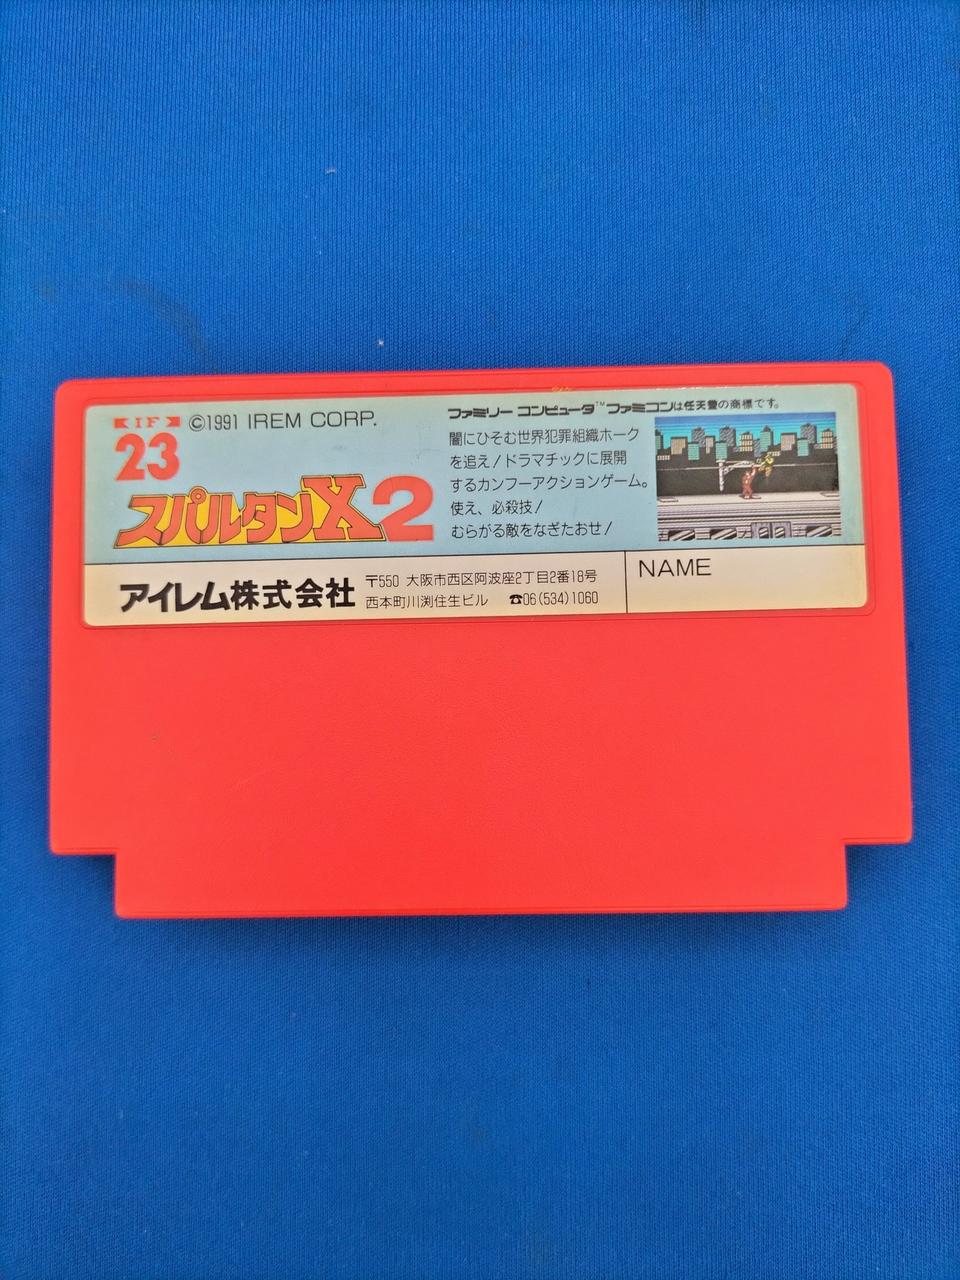 IF
23
©1991 IREM CORP.
スパルタンX2
ファミリー コンピュータ™ ファミコンは任天堂の商標です。
闇にひそむ世界犯罪組織ホーク
を追え!ドラマチックに展開
するカンフーアクションゲーム。
使え、必殺技!
むらがる敵をなぎたおせ!
アイレム株式会社
〒550 大阪市西区阿波座2丁目2番18号
西本町川渕住生ビル ☎06(534)1060
NAME